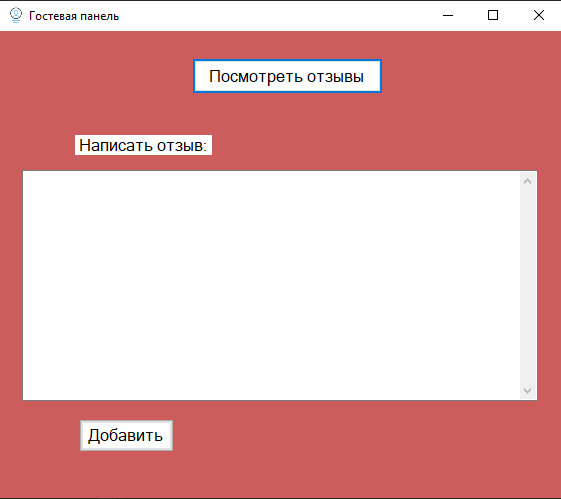 Гостевая панель
Посмотреть отзывы
Написать отзыв:
Добавить